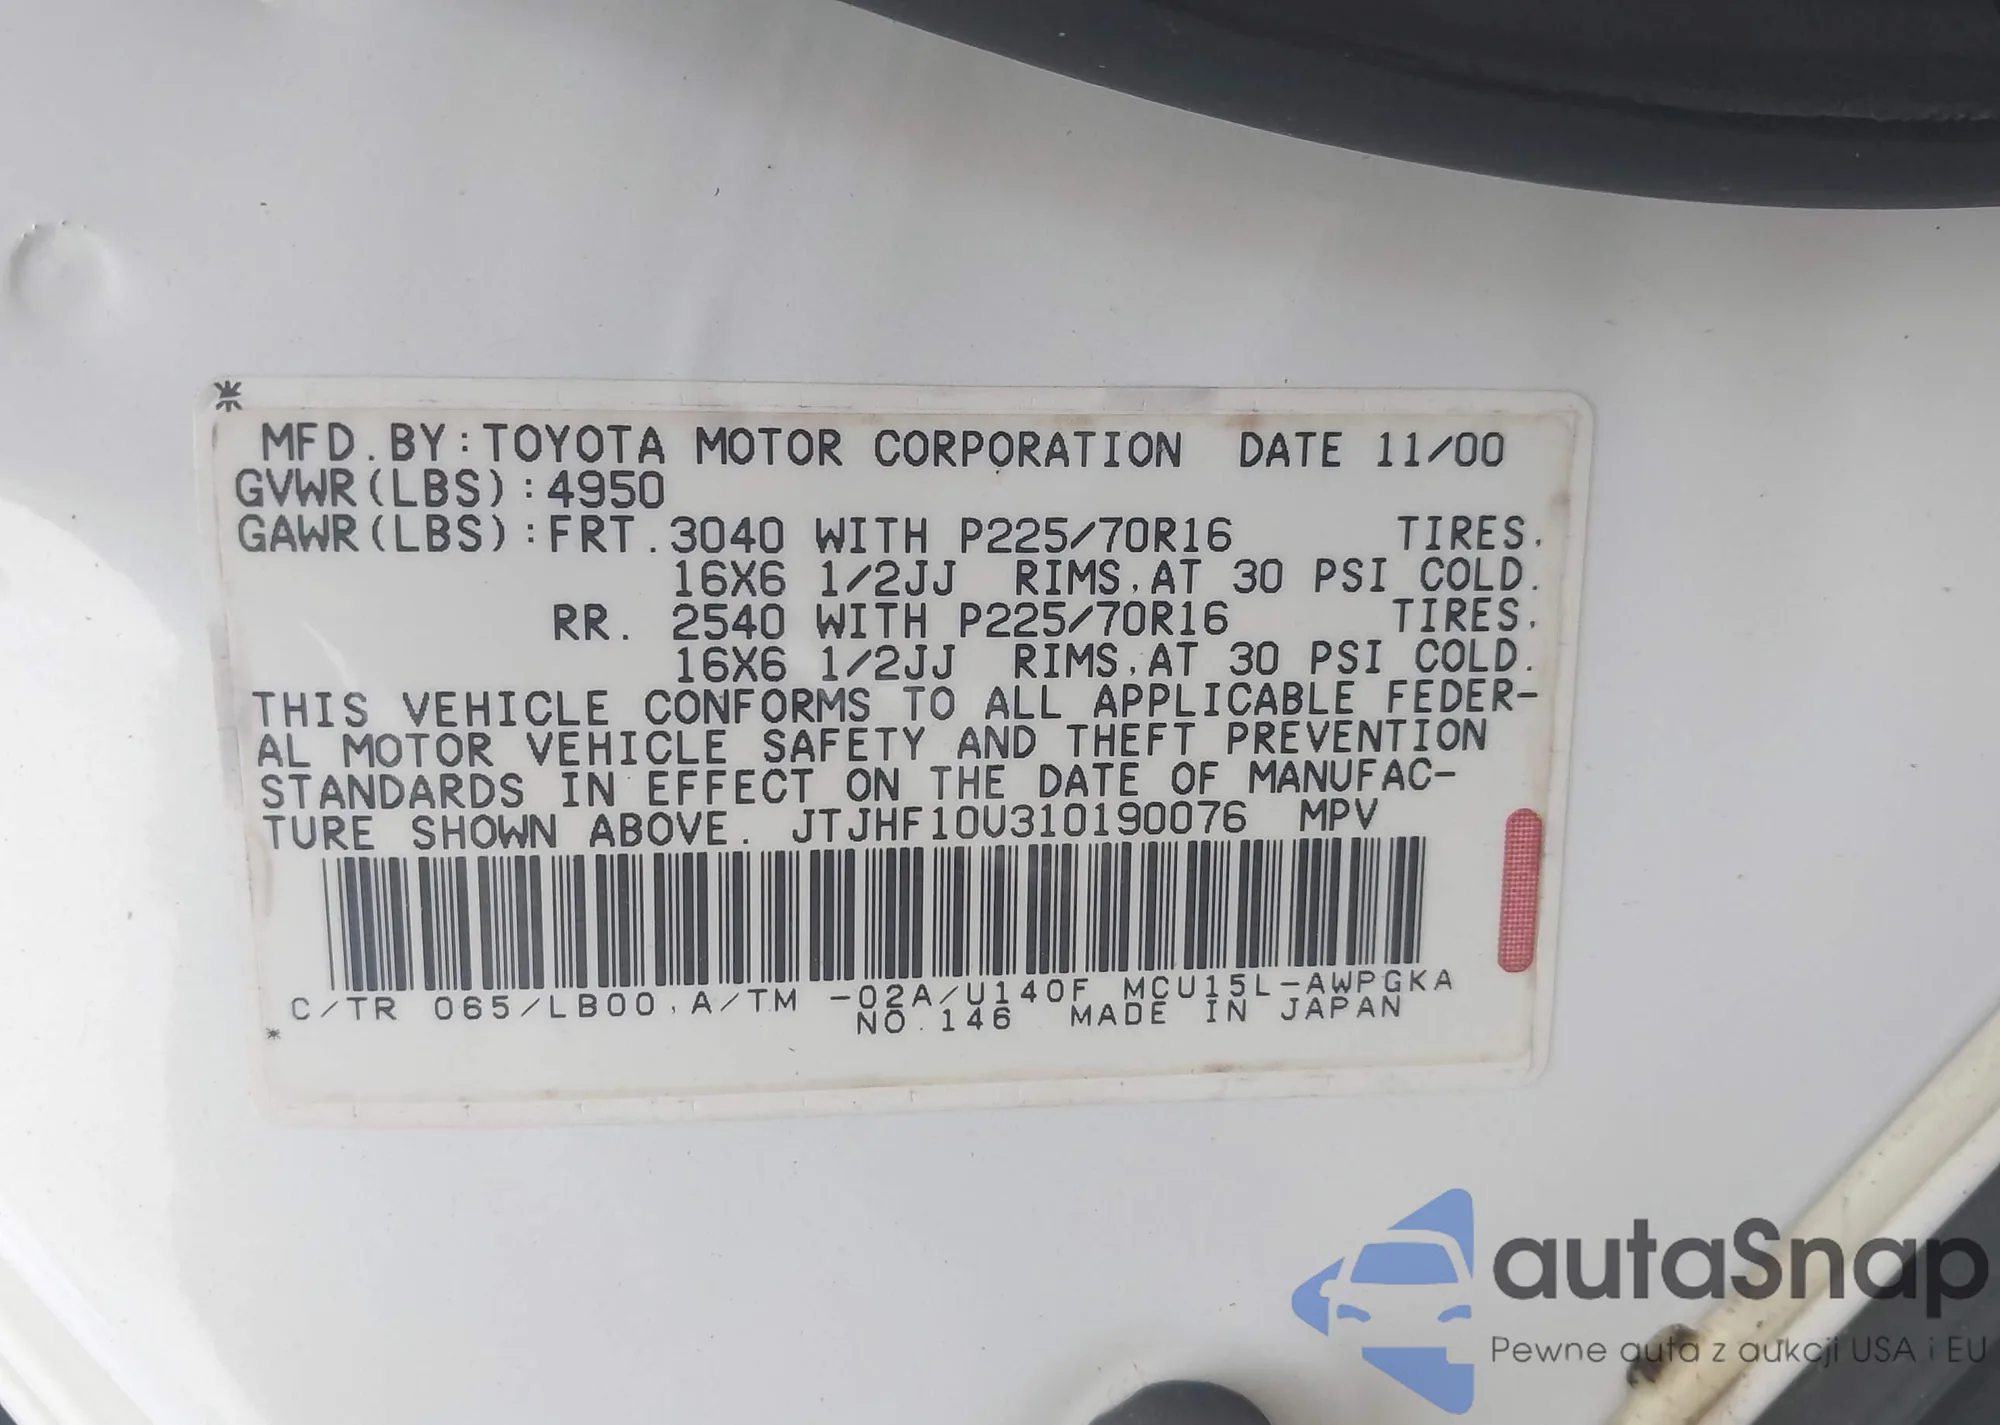 MFD.BY:TOYOTA MOTOR CORPORATION DATE 11/00
GVWR(LBS):4950
GAWR(LBS):FRT.3040 WITH P225/70R16 TIRES,
16X6 1/2JJ RIMS,AT 30 PSI COLD.
RR. 2540 WITH P225/70R16 TIRES,
16X6 1/2JJ RIMS,AT 30 PSI COLD.
THIS VEHICLE CONFORMS TO ALL APPLICABLE FEDER-
AL MOTOR VEHICLE SAFETY AND THEFT PREVENTION
STANDARDS IN EFFECT ON THE DATE OF MANUFAC-
TURE SHOWN ABOVE. JTJHF10U310190076 MPV
C/TR 065/LB00,A/TM -02A/U140F MCU15L-AWPGKA
NO.146 MADE IN JAPAN
autaSnap
Pewne auta z aukcji USA i EU